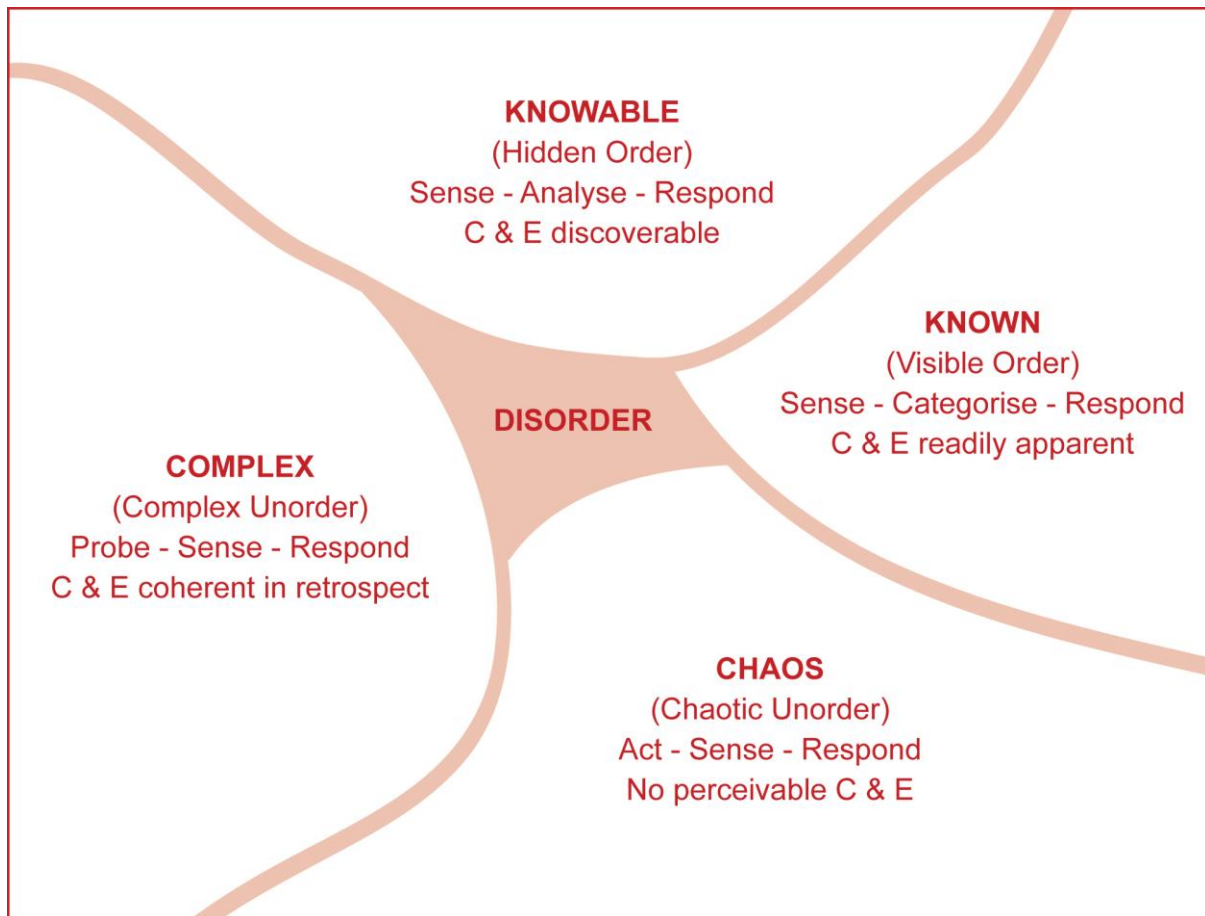 KNOWABLE
(Hidden Order)
Sense - Analyse - Respond
C & E discoverable
KNOWN
(Visible Order)
Sense - Categorise - Respond
C & E readily apparent
DISORDER
COMPLEX
(Complex Unorder)
Probe - Sense - Respond
C & E coherent in retrospect
CHAOS
(Chaotic Unorder)
Act - Sense - Respond
No perceivable C & E